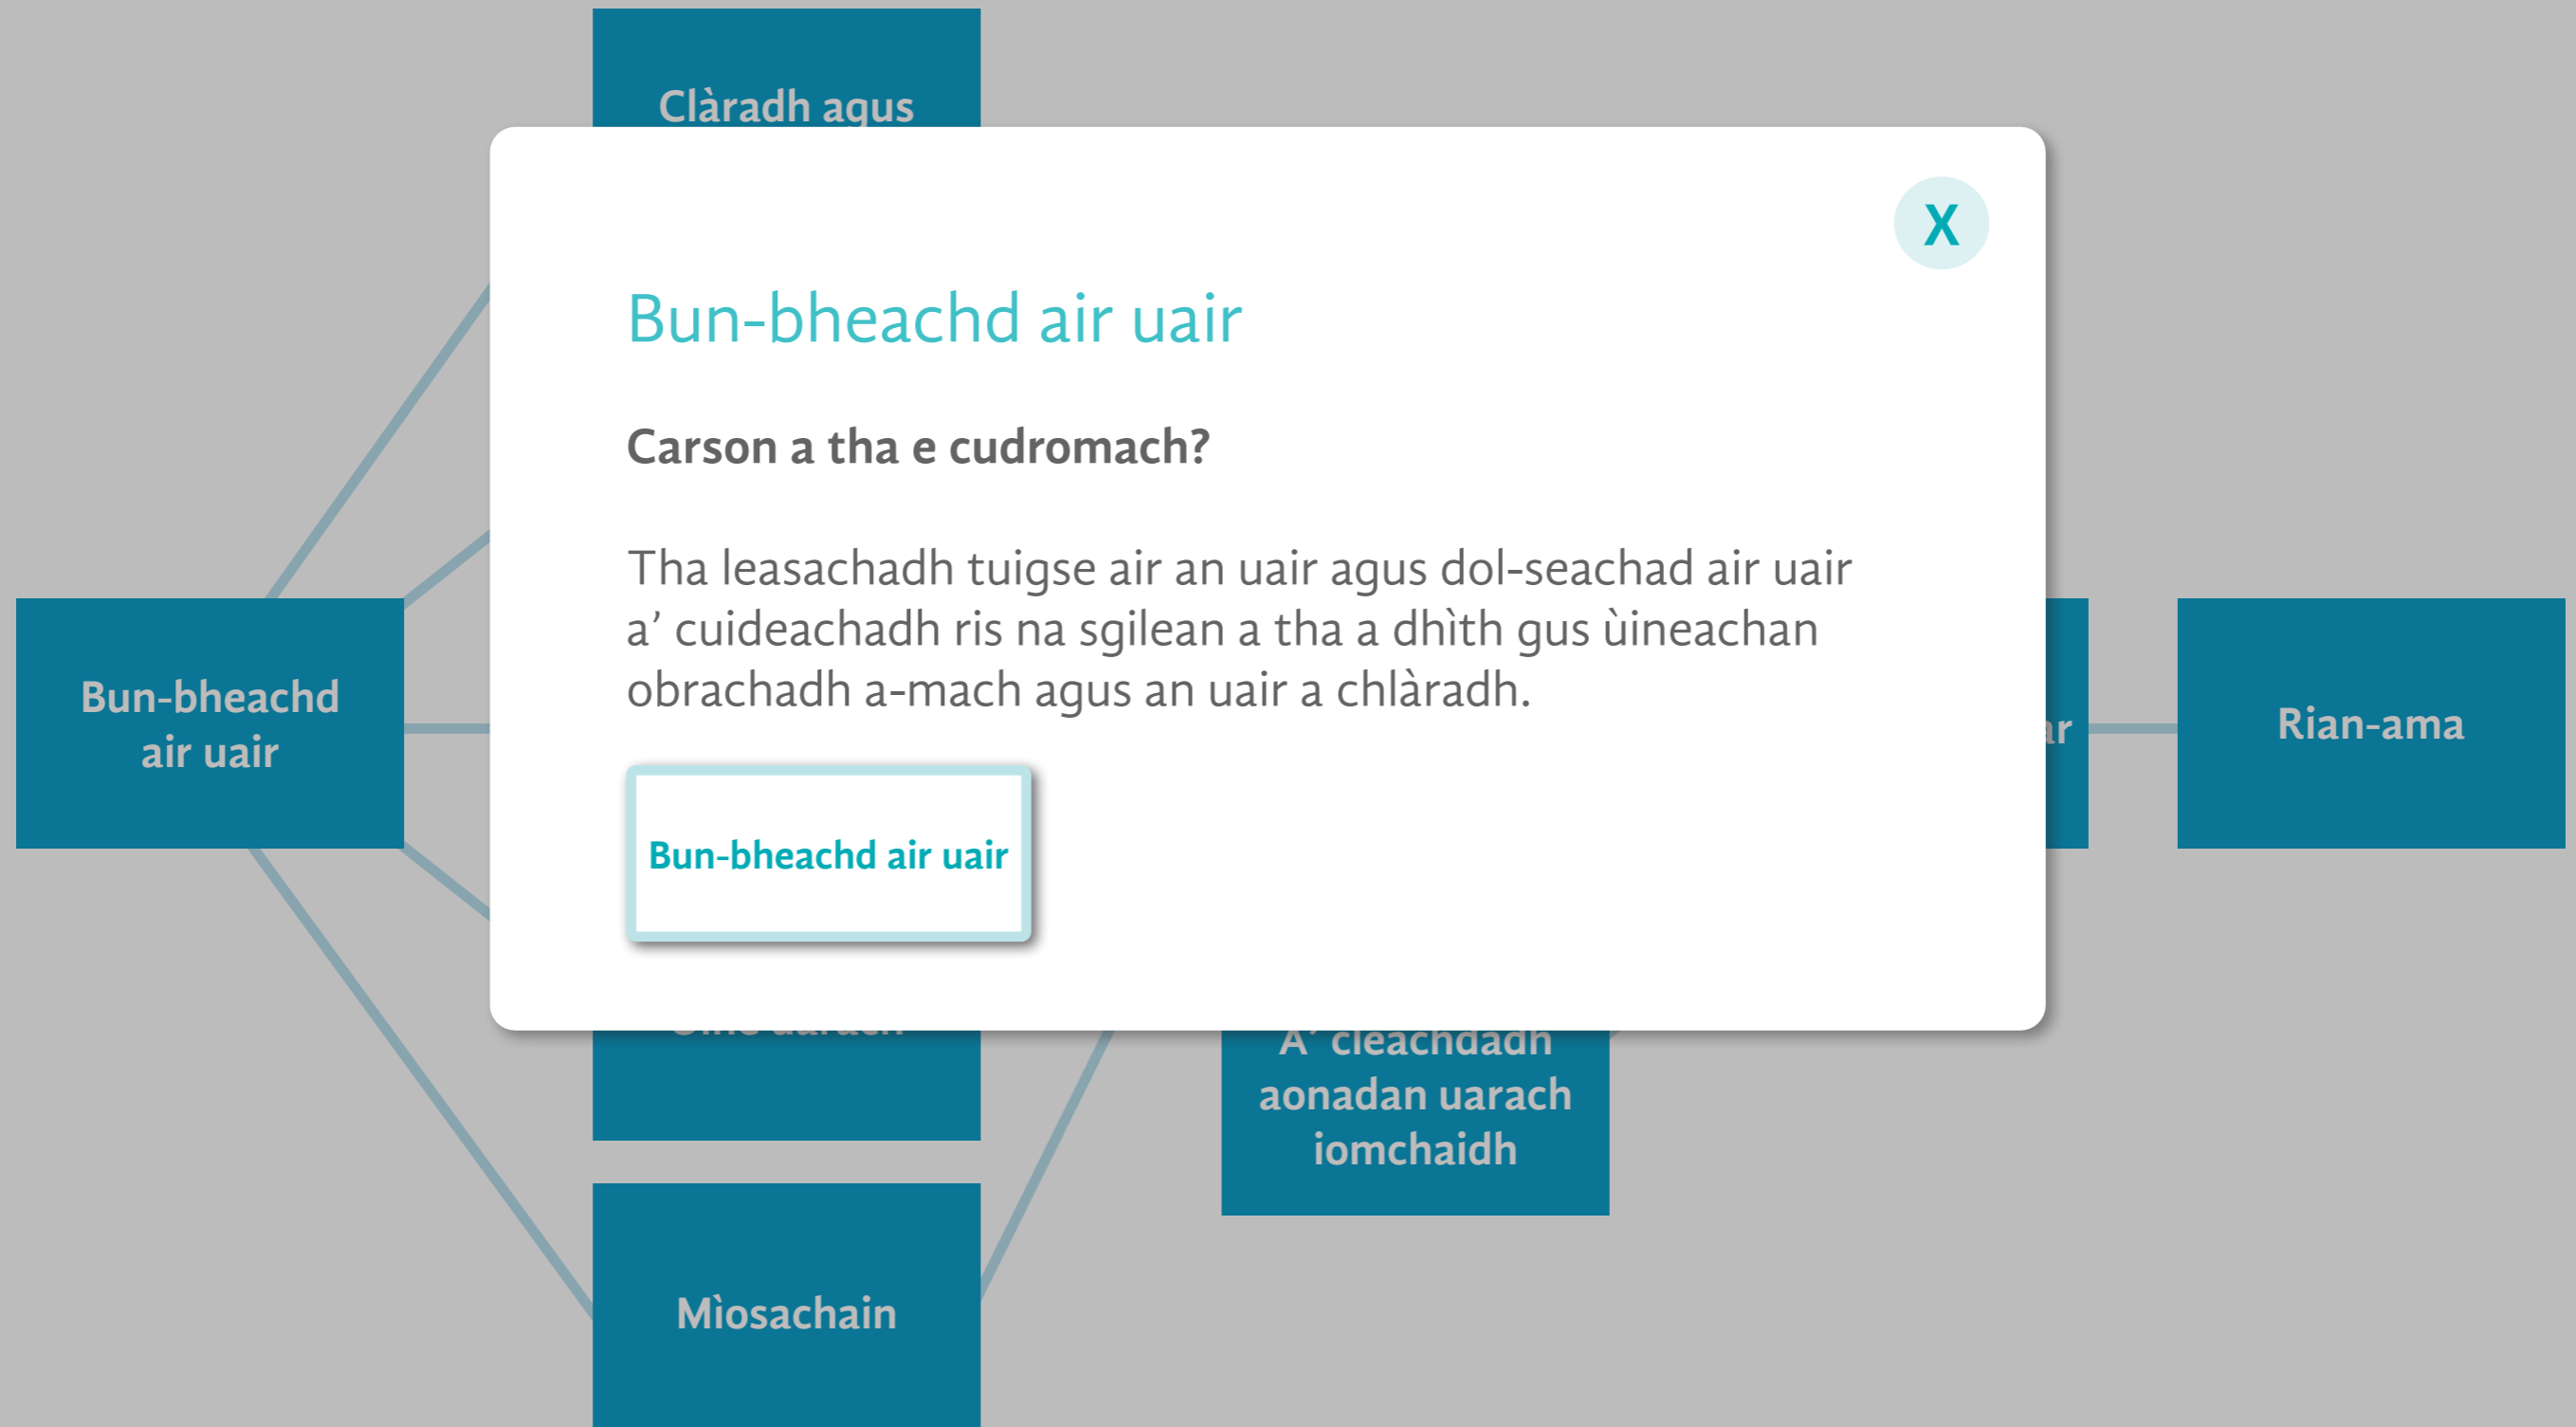 Clàradh agus
X
Bun-bheachd air uair
Carson a tha e cudromach?
Tha leasachadh tuigse air an uair agus dol-seachad air uair
a’ cuideachadh ris na sgilean a tha a dhìth gus ùineachan
obrachadh a-mach agus an uair a chlàradh.
Bun-bheachd air uair
Bun-bheachd
air uair
Rian-ama
A’ cleachdadh
aonadan uarach
iomchaidh
Mìosachain